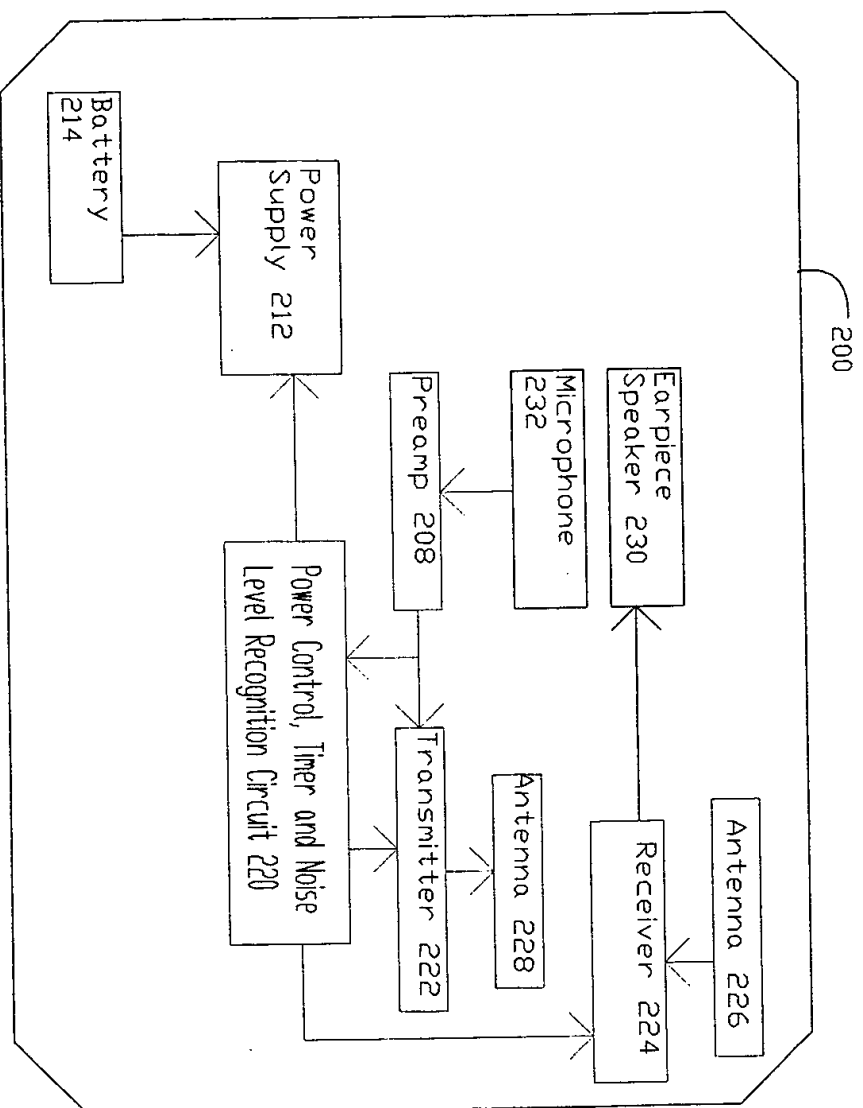 200
Earpiece
Speaker 230
Microphone
232
Preamp 208
Power
Supply 212
Battery
214
Antenna 226
Receiver 224
Antenna 228
Transmitter 222
Power Control, Timer and Noise
Level Recognition Circuit 220